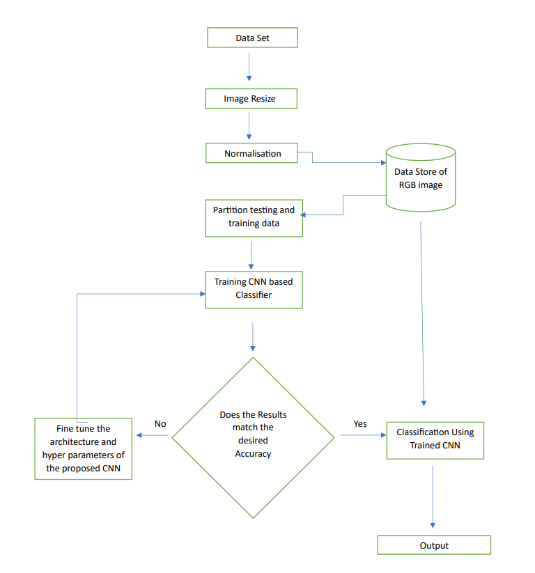 Data Set
Image Resize
Normalisation
Data Store of
RGB image
Partition testing and
training data
Training CNN based
Classifier
Does the Results
match the
desired
Accuracy
No
Yes
Fine tune the
architecture and
hyper parameters of
the proposed CNN
Classification Using
Trained CNN
Output